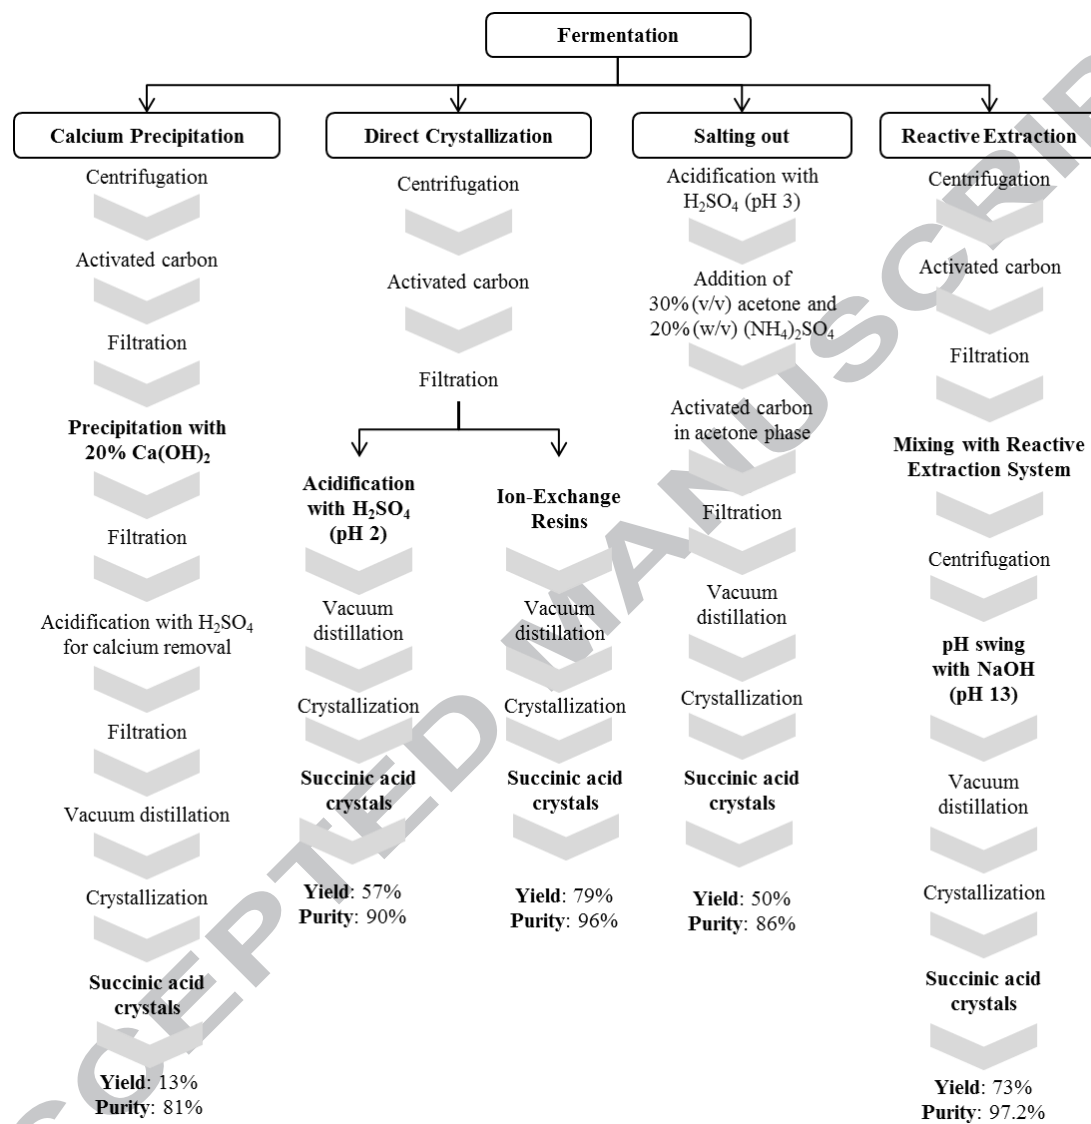 Fermentation
Calcium Precipitation
Centrifugation
Activated carbon
Filtration
Precipitation with
20% Ca(OH)₂
Filtration
Acidification with H₂SO₄
for calcium removal
Filtration
Vacuum distillation
Crystallization
Succinic acid
crystals
Yield: 13%
Purity: 81%
Direct Crystallization
Centrifugation
Activated carbon
Filtration
Acidification
with H₂SO₄
(pH 2)
Vacuum
distillation
Crystallization
Succinic acid
crystals
Yield: 57%
Purity: 90%
Ion-Exchange
Resins
Vacuum
distillation
Crystallization
Succinic acid
crystals
Yield: 79%
Purity: 96%
Salting out
Acidification with
H₂SO₄ (pH 3)
Addition of
30% (v/v) acetone and
20% (w/v) (NH₄)₂SO₄
Activated carbon
in acetone phase
Filtration
Vacuum
distillation
Crystallization
Succinic acid
crystals
Yield: 50%
Purity: 86%
Reactive Extraction
Centrifugation
Activated carbon
Filtration
Mixing with Reactive
Extraction System
Centrifugation
pH swing
with NaOH
(pH 13)
Vacuum
distillation
Crystallization
Succinic acid
crystals
Yield: 73%
Purity: 97.2%
CCEPTED MANUSCRIP